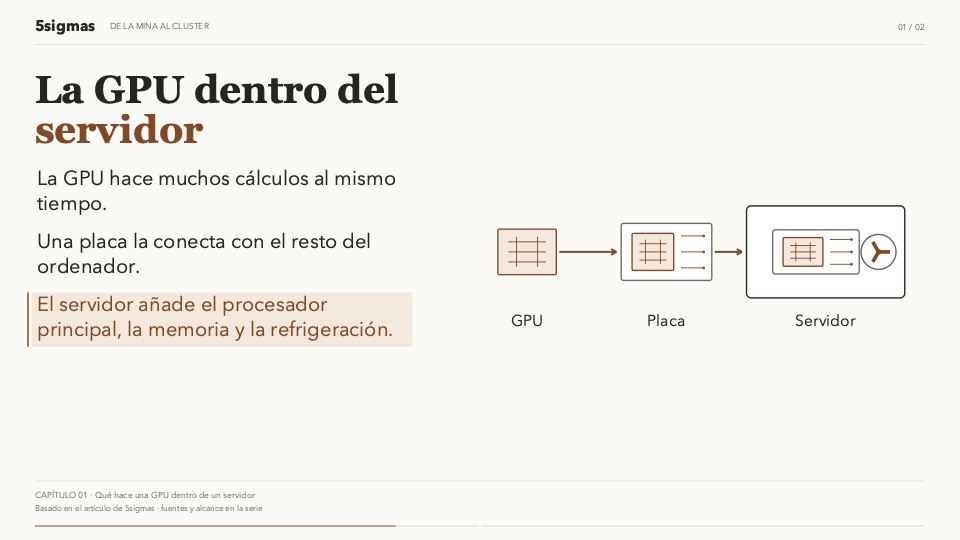 5sigmas DE LA MINA AL CLÚSTER 01 / 02
La GPU dentro del
servidor
La GPU hace muchos cálculos al mismo
tiempo.
Una placa la conecta con el resto del
ordenador.
El servidor añade el procesador
principal, la memoria y la refrigeración.
GPU Placa Servidor
CAPÍTULO 01 · Qué hace una GPU dentro de un servidor
Basado en el artículo de 5sigmas · fuentes y alcance en la serie